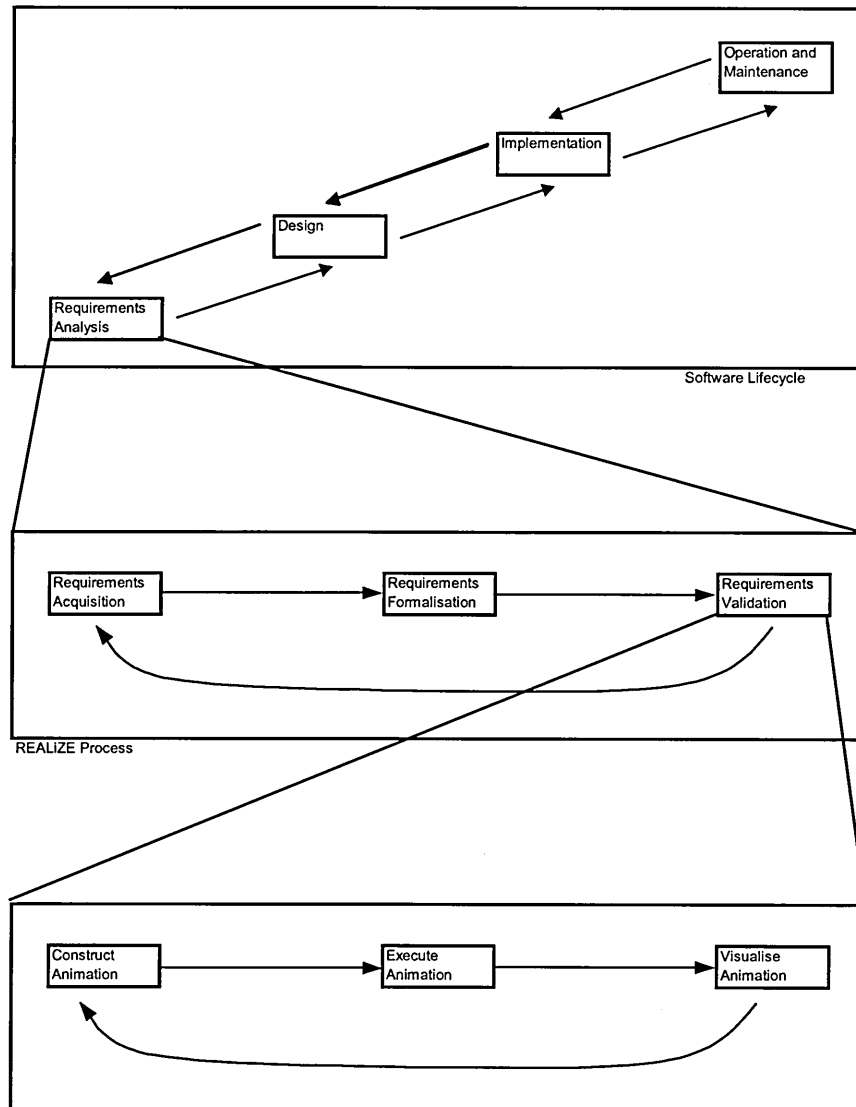 Operation and
Maintenance
Implementation
Design
Requirements
Analysis
Software Lifecycle
Requirements
Acquisition
Requirements
Formalisation
Requirements
Validation
REALiZE Process
Construct
Animation
Execute
Animation
Visualise
Animation